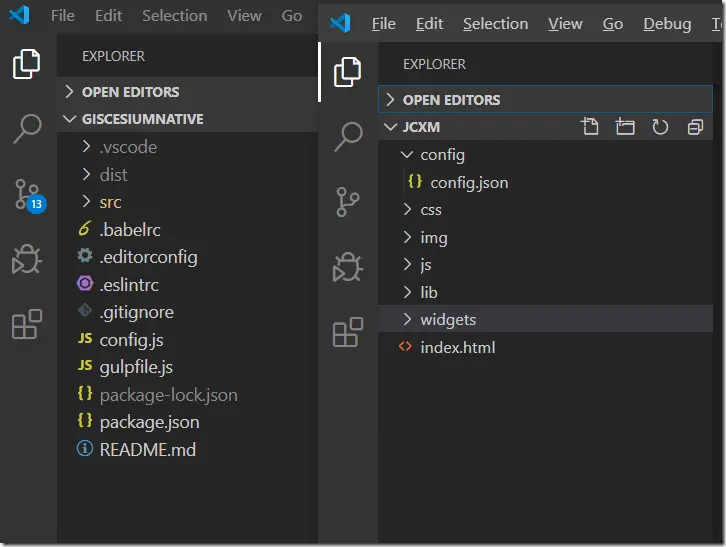 File Edit Selection View Go
EXPLORER
OPEN EDITORS
GISCESIUMNATIVE
.vscode
dist
src
13
.babelrc
.editorconfig
.eslintrc
.gitignore
JS config.js
JS gulpfile.js
{} package-lock.json
{} package.json
README.md
File Edit Selection View Go Debug
EXPLORER
OPEN EDITORS
JCXM
config
{} config.json
css
img
js
lib
widgets
<> index.html